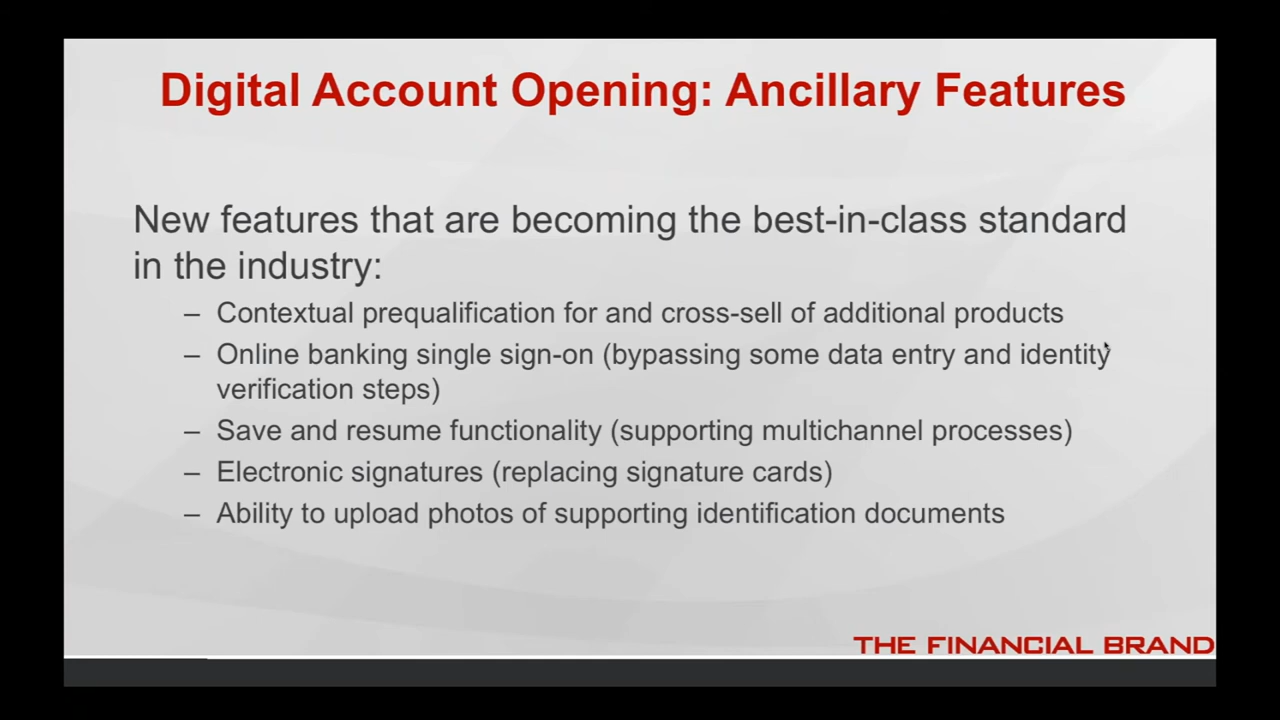 Digital Account Opening: Ancillary Features
New features that are becoming the best-in-class standard
in the industry:
– Contextual prequalification for and cross-sell of additional products
– Online banking single sign-on (bypassing some data entry and identity
verification steps)
– Save and resume functionality (supporting multichannel processes)
– Electronic signatures (replacing signature cards)
– Ability to upload photos of supporting identification documents
THE FINANCIAL BRAND